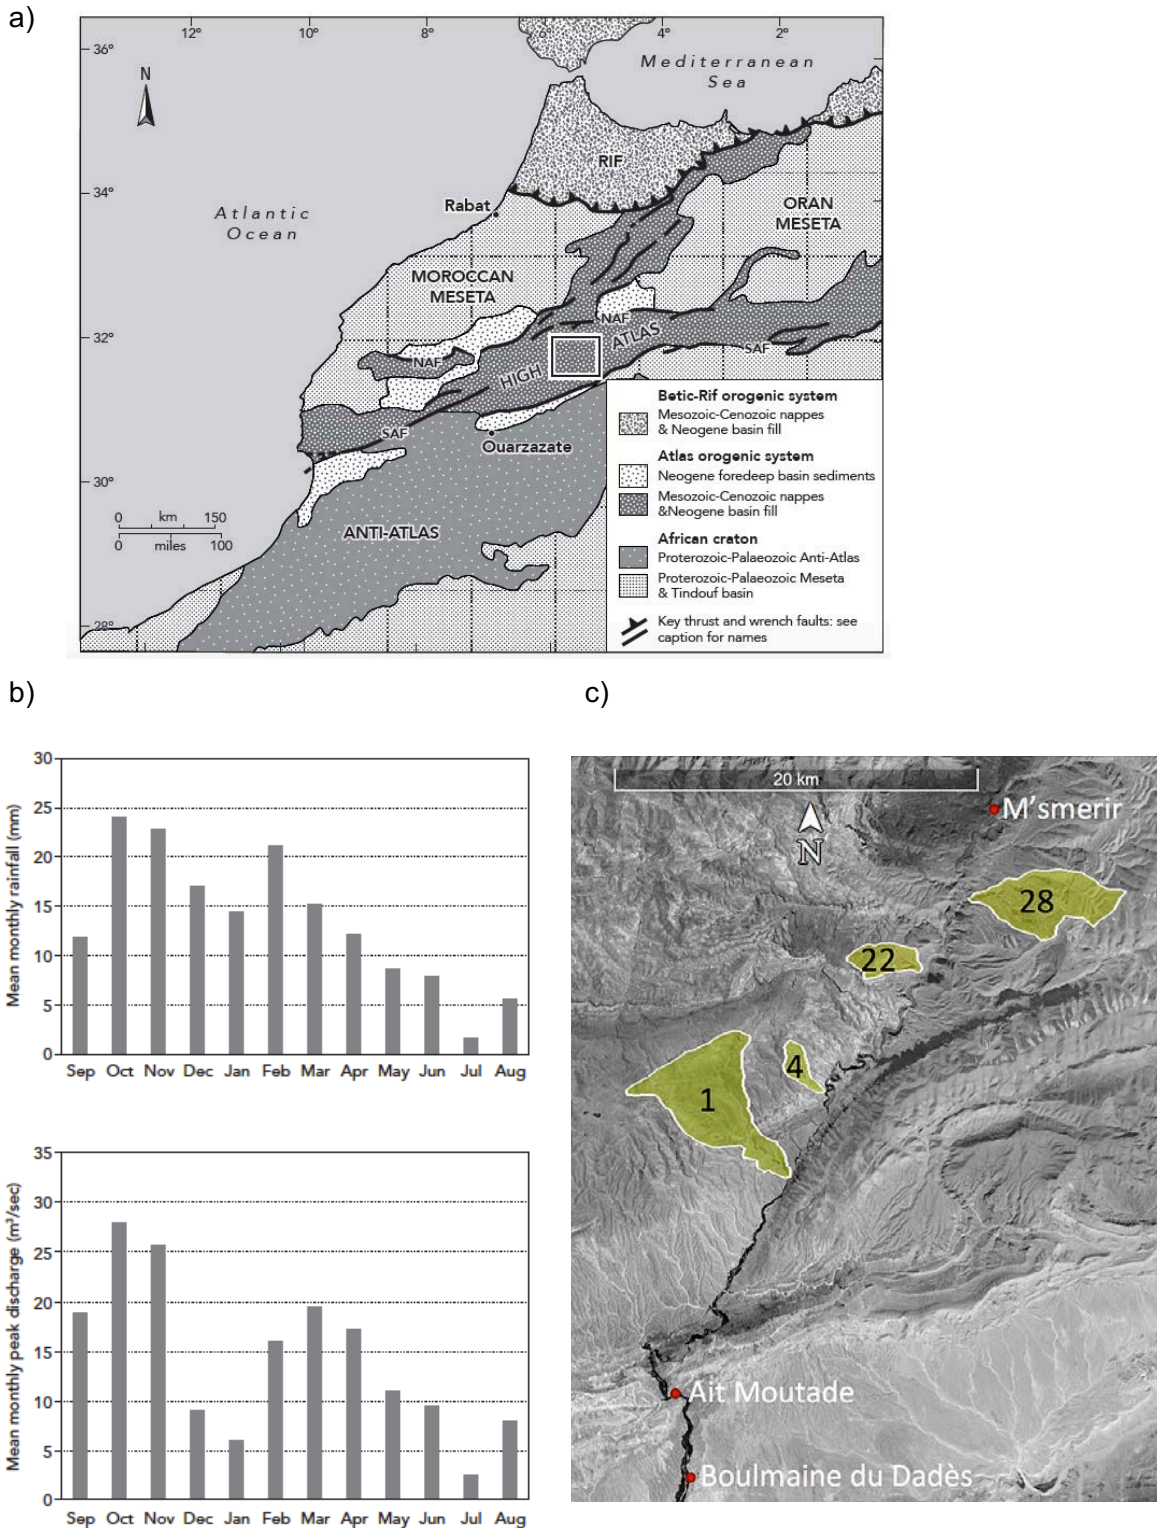 a)
12° 10° 8° 6° 4° 2°
36°
34°
32°
30°
28°
N
Mediterranean
Sea
Atlantic
Ocean
RIF
Rabat
ORAN
MESETA
MOROCCAN
MESETA
NAF
NAF
HIGH ATLAS
SAF
SAF
Ouarzazate
ANTI-ATLAS
0 km 150
0 miles 100
Betic-Rif orogenic system
Mesozoic-Cenozoic nappes
& Neogene basin fill
Atlas orogenic system
Neogene foredeep basin sediments
Mesozoic-Cenozoic nappes
&Neogene basin fill
African craton
Proterozoic-Palaeozoic Anti-Atlas
Proterozoic-Palaeozoic Meseta
& Tindouf basin
Key thrust and wrench faults: see
caption for names
b)
Mean monthly rainfall (mm)
30
25
20
15
10
5
0
Sep Oct Nov Dec Jan Feb Mar Apr May Jun Jul Aug
Mean monthly peak discharge (m³/sec)
35
30
25
20
15
10
5
0
Sep Oct Nov Dec Jan Feb Mar Apr May Jun Jul Aug
c)
20 km
N
M'smerir
28
22
4
1
Ait Moutade
Boulmaine du Dadès